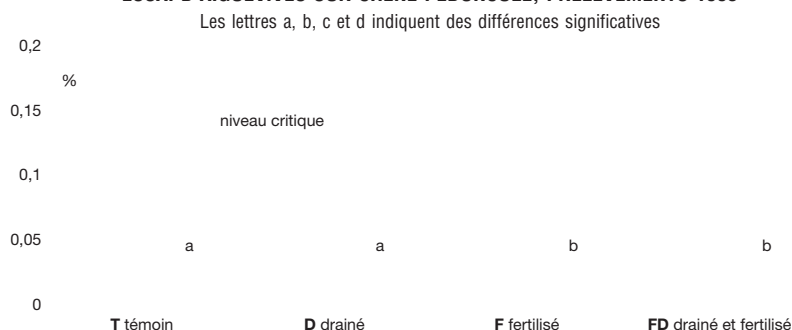 Les lettres a, b, c et d indiquent des différences significatives
0,2
%
0,15
niveau critique
0,1
0,05
a a b b
0
T témoin D drainé F fertilisé FD drainé et fertilisé